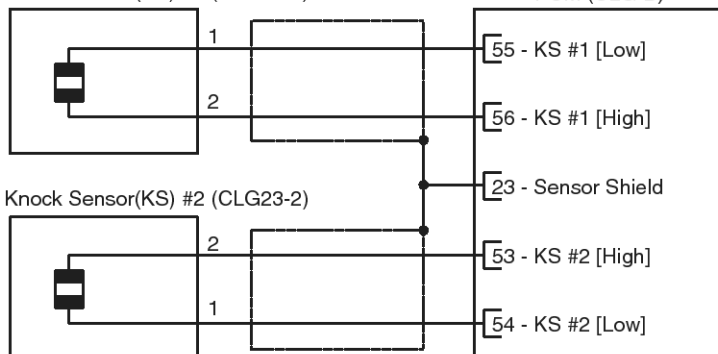 1
55 - KS #1 [Low]
2
56 - KS #1 [High]
23 - Sensor Shield
Knock Sensor(KS) #2 (CLG23-2)
2
53 - KS #2 [High]
1
54 - KS #2 [Low]